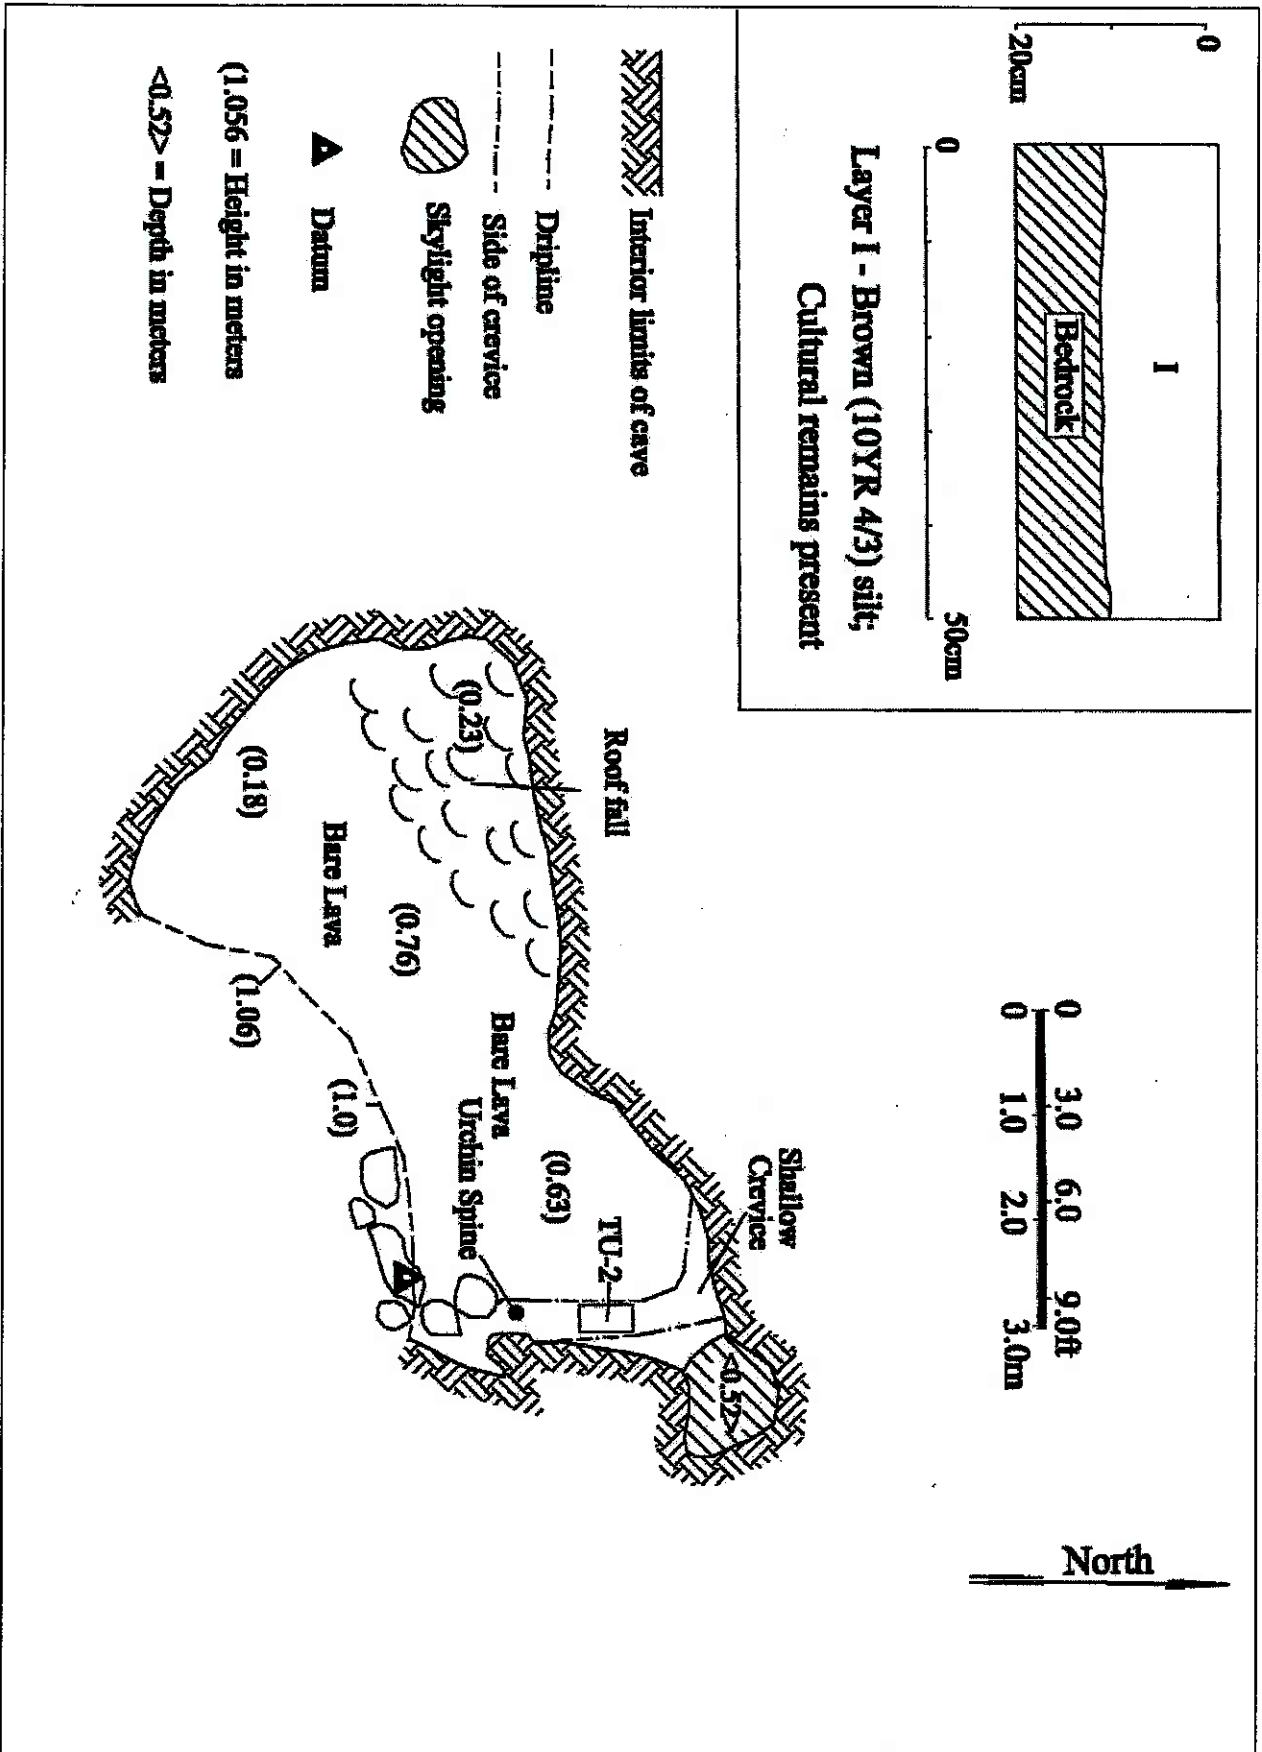 0
20cm
I
Bedrock
0
50cm
Layer I - Brown (10YR 4/3) silt;
Cultural remains present
Interior limits of cave
Dripline
Side of crevice
Skylight opening
Datum
(1.056 = Height in meters
<0.52> = Depth in meters
0 3.0 6.0 9.0ft
0 1.0 2.0 3.0m
North
Shallow
Crevice
<0.52>
Roof fall
TU-2
(0.63)
Bare Lava
Urchin Spine
(0.23)
(0.76)
Bare Lava
(1.0)
(0.18)
(1.06)